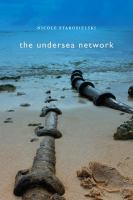 NICOLE STAROSIELSKI
the undersea network